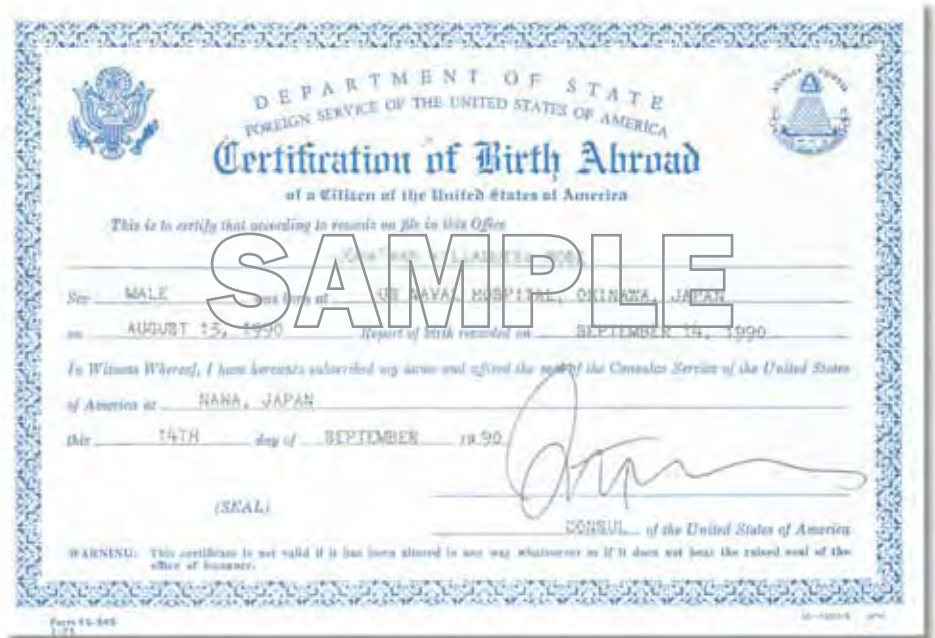 DEPARTMENT OF STATE
FOREIGN SERVICE OF THE UNITED STATES OF AMERICA
Certification of Birth Abroad
of a Citizen of the United States of America
This is to certify that according to records on file in this Office
SAMPLE
Sex MALE was born at US NAVAL HOSPITAL, OKINAWA, JAPAN
on AUGUST 15, 1990 Report of birth recorded on SEPTEMBER 14, 1990
In Witness Whereof, I have hereunto subscribed my name and affixed the seal of the Consular Service of the United States
of America at NAHA, JAPAN
this 14TH day of SEPTEMBER 19 90
(SEAL)
CONSUL of the United States of America
WARNING: This certificate is not valid if it has been altered in any way whatsoever or if it does not bear the raised seal of the
office of issuance.
Form FS-545